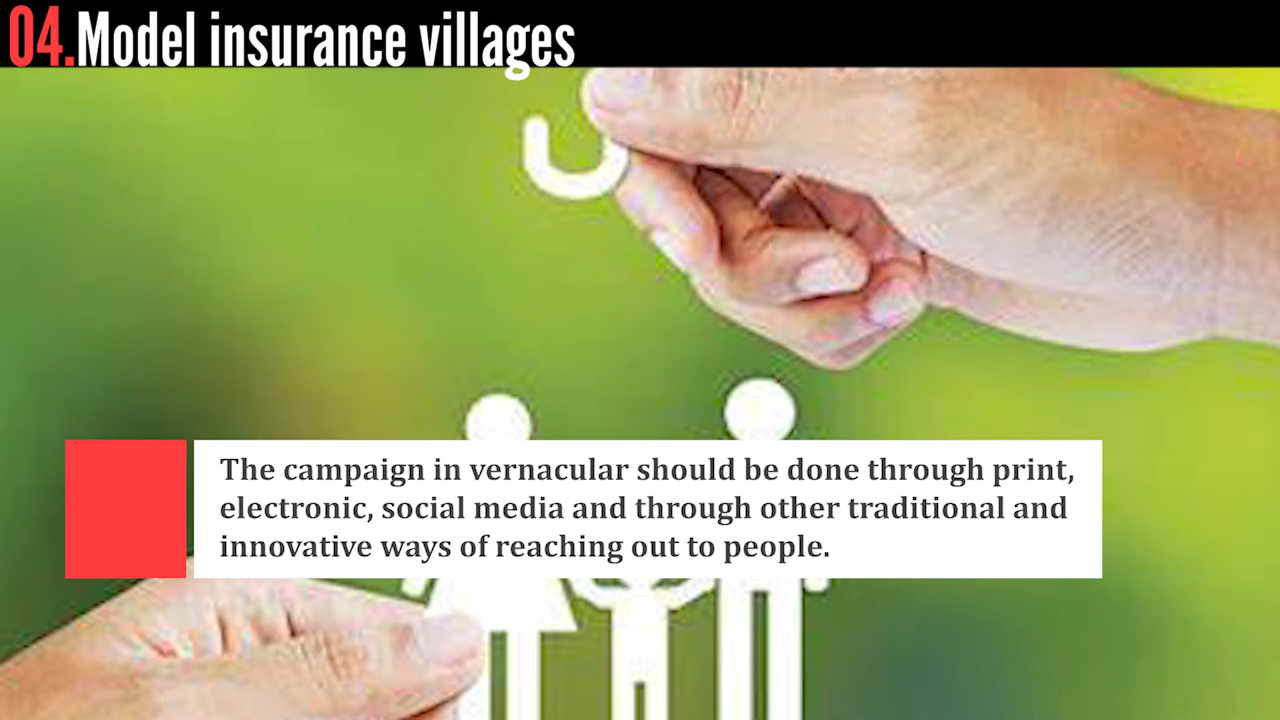 04.Model insurance villages
The campaign in vernacular should be done through print,
electronic, social media and through other traditional and
innovative ways of reaching out to people.